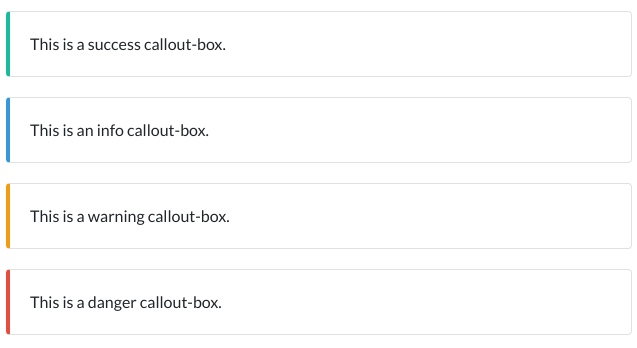 This is a success callout-box.
This is an info callout-box.
This is a warning callout-box.
This is a danger callout-box.